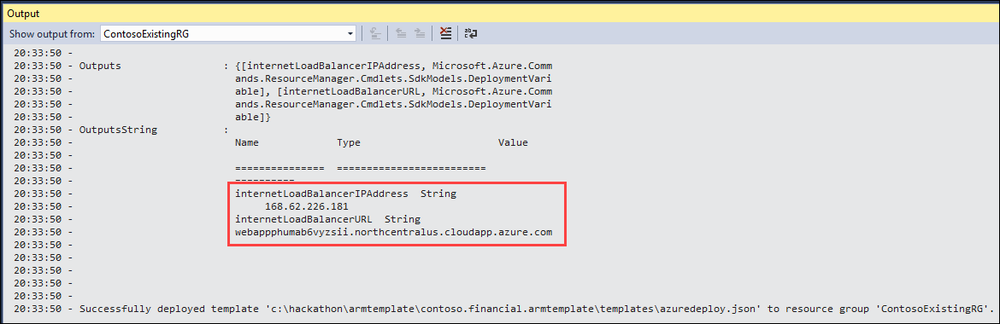 Output
Show output from: ContosoExistingRG
20:33:50 -
20:33:50 - Outputs : {[internetLoadBalancerIPAddress, Microsoft.Azure.Comm
20:33:50 - ands.ResourceManager.Cmdlets.SdkModels.DeploymentVari
20:33:50 - able], [internetLoadBalancerURL, Microsoft.Azure.Comm
20:33:50 - ands.ResourceManager.Cmdlets.SdkModels.DeploymentVari
20:33:50 - able]}
20:33:50 - OutputsString :
20:33:50 - Name Type Value
20:33:50 -
20:33:50 - =============== =========================
20:33:50 - ==========
20:33:50 - internetLoadBalancerIPAddress String
20:33:50 - 168.62.226.181
20:33:50 - internetLoadBalancerURL String
20:33:50 - webappphumab6vyzsii.northcentralus.cloudapp.azure.com
20:33:50 -
20:33:50 -
20:33:50 -
20:33:50 -
20:33:50 -
20:33:50 - Successfully deployed template 'c:\hackathon\armtemplate\contoso.financial.armtemplate\templates\azuredeploy.json' to resource group 'ContosoExistingRG'.